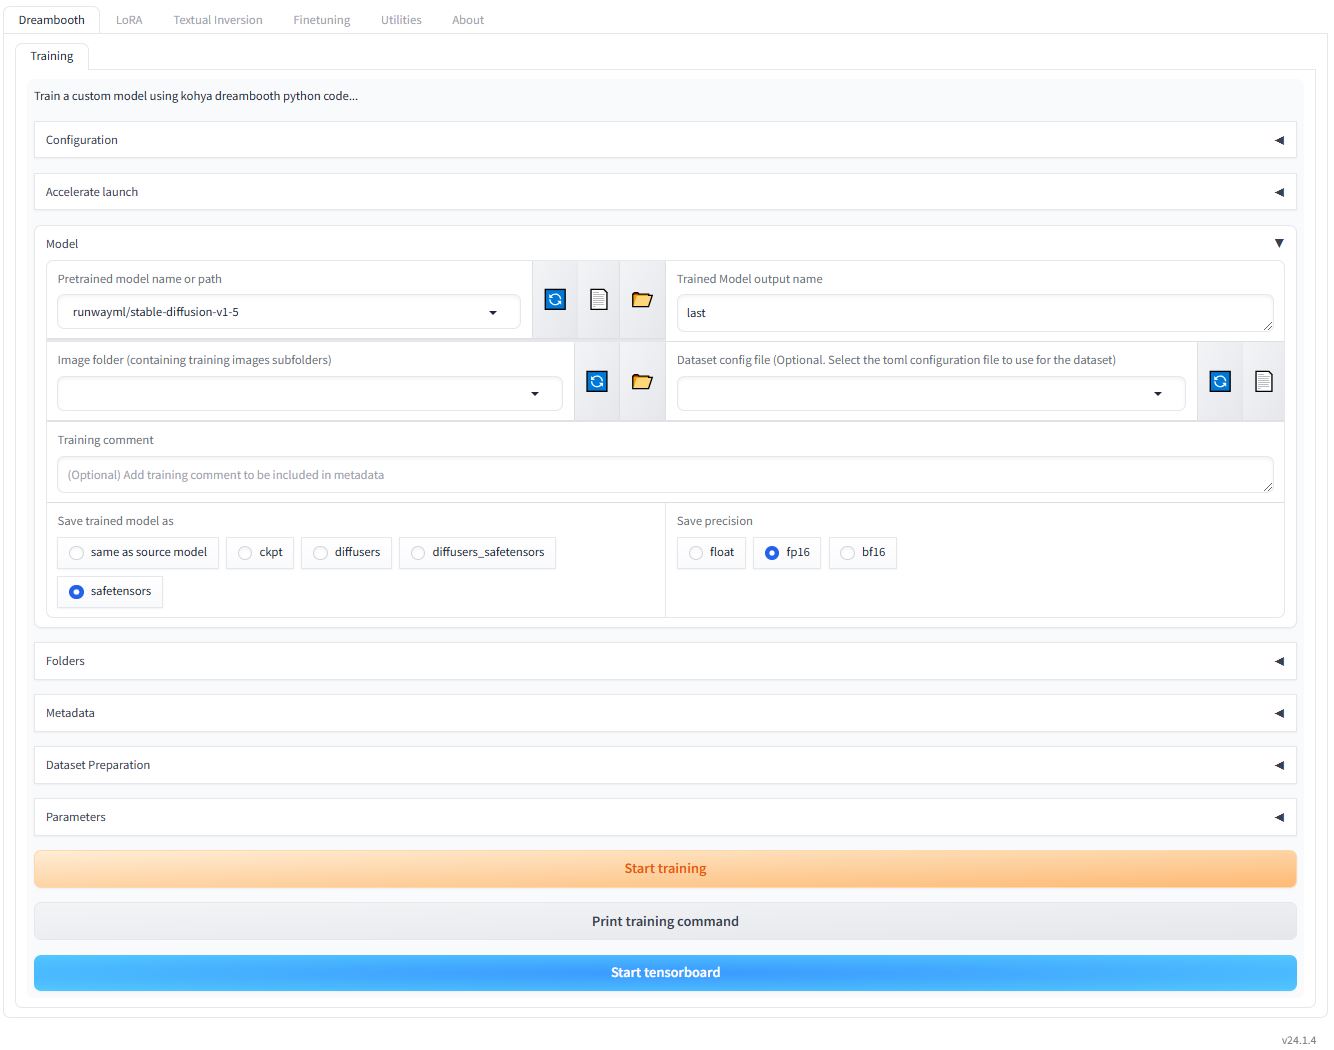 Dreambooth LoRA Textual Inversion Finetuning Utilities About
Training
Train a custom model using kohya dreambooth python code...
Configuration
Accelerate launch
Model
Pretrained model name or path
Trained Model output name
runwayml/stable-diffusion-v1-5
last
Image folder (containing training images subfolders)
Dataset config file (Optional. Select the toml configuration file to use for the dataset)
Training comment
(Optional) Add training comment to be included in metadata
Save trained model as
Save precision
same as source model ckpt diffusers diffusers_safetensors
float fp16 bf16
safetensors
Folders
Metadata
Dataset Preparation
Parameters
Start training
Print training command
Start tensorboard
v24.1.4